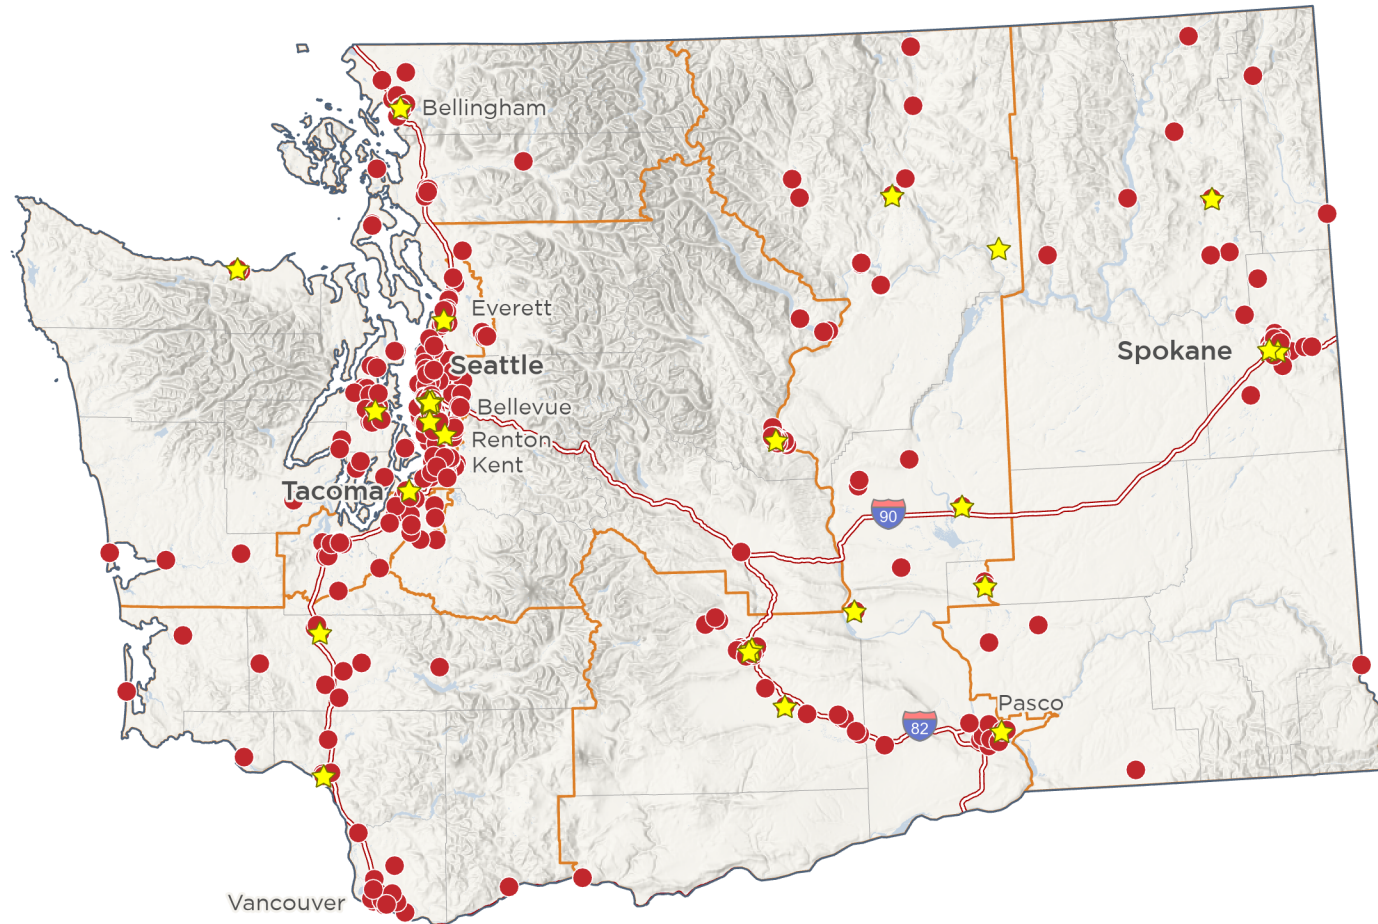 Bellingham
Everett
Seattle
Spokane
Bellevue
Renton
Kent
Tacoma
90
Pasco
82
Vancouver